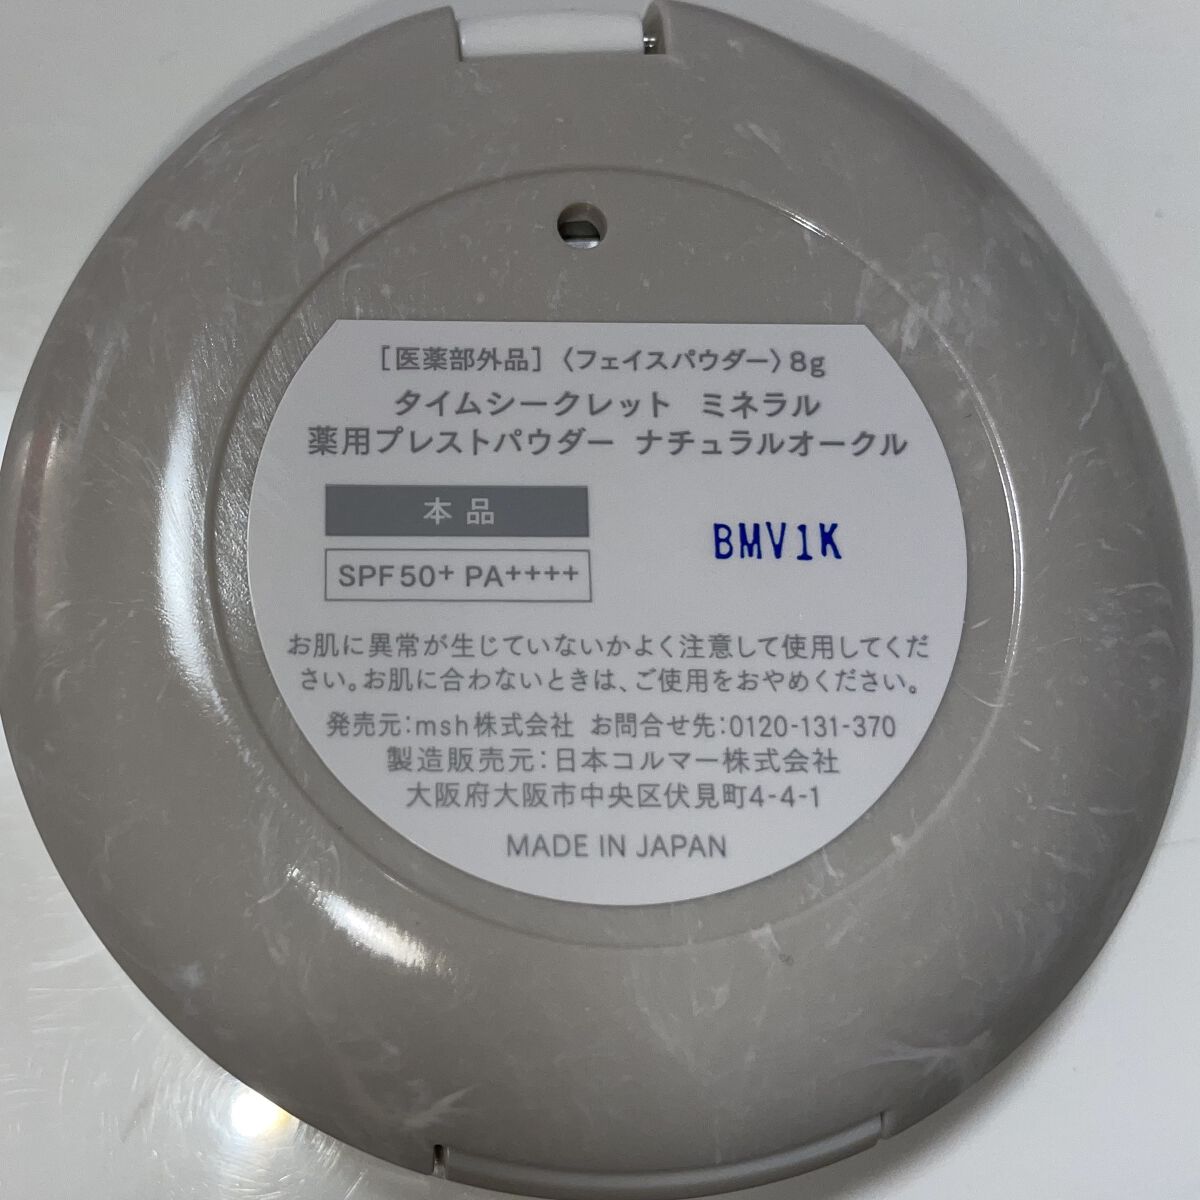 ［医薬部外品］〈フェイスパウダー〉8g
タイムシークレット ミネラル
薬用プレストパウダー ナチュラルオークル
本品
BMV1K
SPF50+ PA++++
お肌に異常が生じていないかよく注意して使用してくだ
さい。お肌に合わないときは、ご使用をおやめください。
発売元：msh株式会社 お問合せ先：0120-131-370
製造販売元：日本コルマー株式会社
大阪府大阪市中央区伏見町4-4-1
MADE IN JAPAN